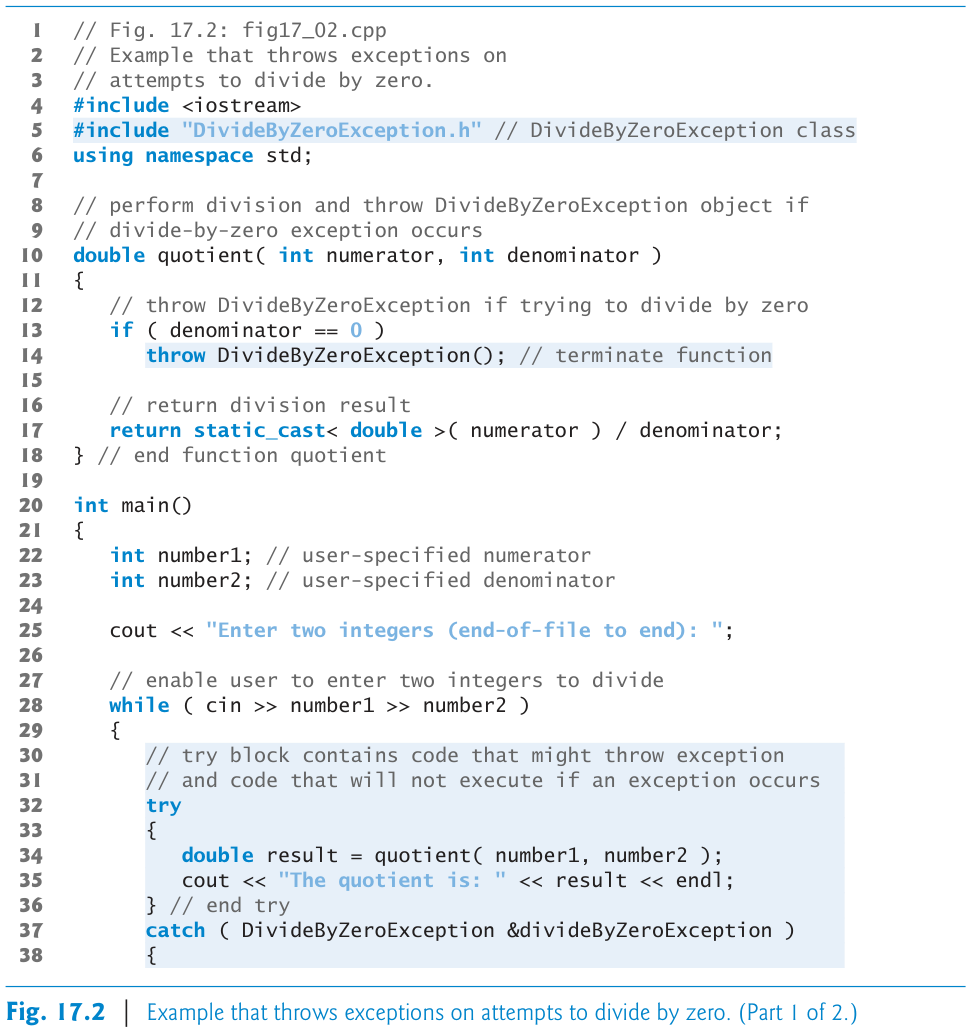 1 // Fig. 17.2: fig17_02.cpp
2 // Example that throws exceptions on
3 // attempts to divide by zero.
4 #include <iostream>
5 #include "DivideByZeroException.h" // DivideByZeroException class
6 using namespace std;
7
8 // perform division and throw DivideByZeroException object if
9 // divide-by-zero exception occurs
10 double quotient( int numerator, int denominator )
11 {
12    // throw DivideByZeroException if trying to divide by zero
13    if ( denominator == 0 )
14       throw DivideByZeroException(); // terminate function
15
16    // return division result
17    return static_cast< double >( numerator ) / denominator;
18 } // end function quotient
19
20 int main()
21 {
22    int number1; // user-specified numerator
23    int number2; // user-specified denominator
24
25    cout << "Enter two integers (end-of-file to end): ";
26
27    // enable user to enter two integers to divide
28    while ( cin >> number1 >> number2 )
29    {
30       // try block contains code that might throw exception
31       // and code that will not execute if an exception occurs
32       try
33       {
34          double result = quotient( number1, number2 );
35          cout << "The quotient is: " << result << endl;
36       } // end try
37       catch ( DivideByZeroException &divideByZeroException )
38       {
Fig. 17.2 | Example that throws exceptions on attempts to divide by zero. (Part 1 of 2.)